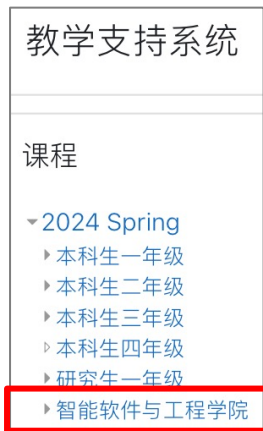 教学支持系统
课程
2024 Spring
本科生一年级
本科生二年级
本科生三年级
本科生四年级
研究生一年级
智能软件与工程学院